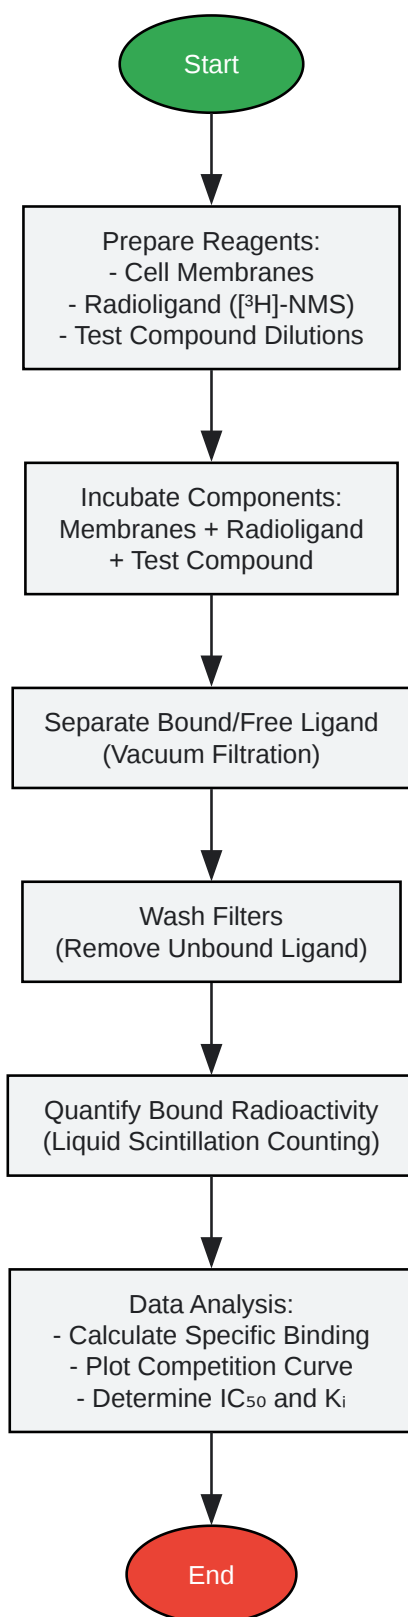 Start
Prepare Reagents:
- Cell Membranes
- Radioligand ([³H]-NMS)
- Test Compound Dilutions
Incubate Components:
Membranes + Radioligand
+ Test Compound
Separate Bound/Free Ligand
(Vacuum Filtration)
Wash Filters
(Remove Unbound Ligand)
Quantify Bound Radioactivity
(Liquid Scintillation Counting)
Data Analysis:
- Calculate Specific Binding
- Plot Competition Curve
- Determine IC₅₀ and Kᵢ
End